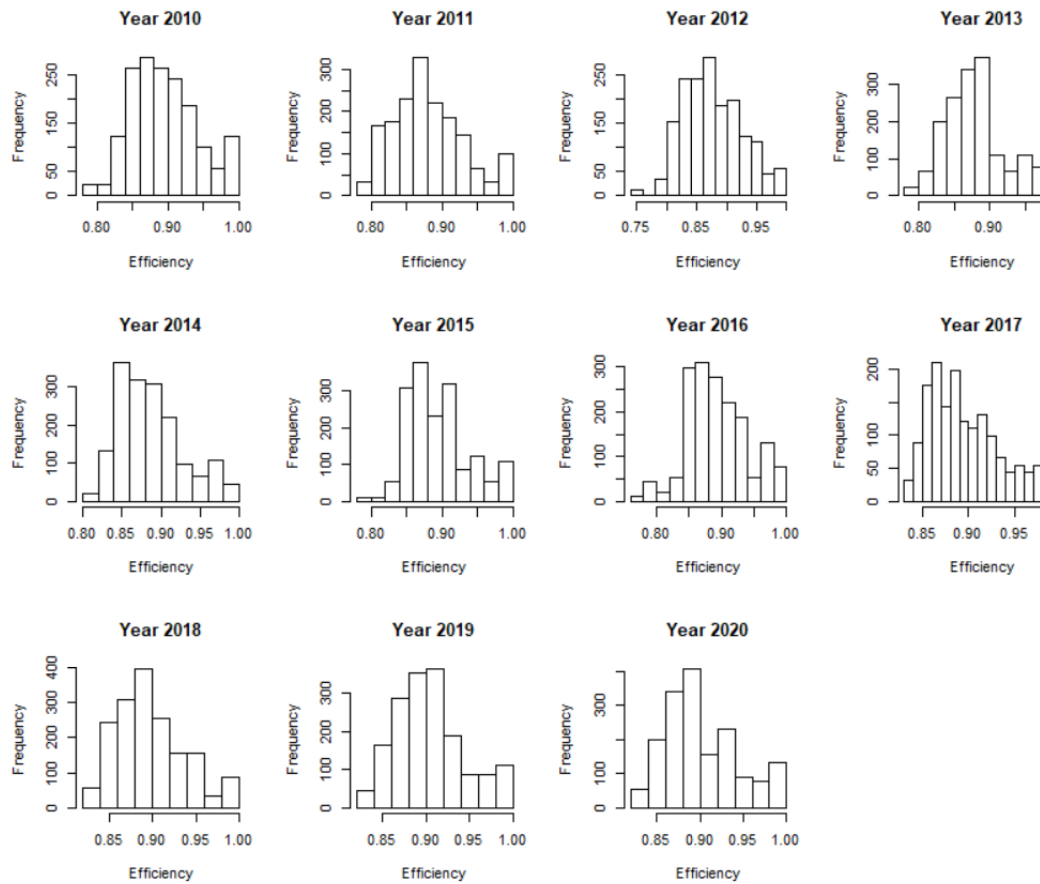 Year 2010
Year 2011
Year 2012
Year 2013
Frequency
0 50 150 250
Frequency
0 100 200 300
Frequency
0 50 150 250
Frequency
0 100 200 300
0.80 0.90 1.00
0.80 0.90 1.00
0.75 0.85 0.95
0.80 0.90
Efficiency
Efficiency
Efficiency
Efficiency
Year 2014
Year 2015
Year 2016
Year 2017
Frequency
0 100 300
Frequency
0 100 300
Frequency
0 100 200 300
Frequency
0 50 100 200
0.80 0.85 0.90 0.95 1.00
0.80 0.90 1.00
0.80 0.90 1.00
0.85 0.90 0.95
Efficiency
Efficiency
Efficiency
Efficiency
Year 2018
Year 2019
Year 2020
Frequency
0 100 200 300 400
Frequency
0 100 300
Frequency
0 100 300
0.85 0.90 0.95 1.00
0.85 0.90 0.95 1.00
0.85 0.90 0.95 1.00
Efficiency
Efficiency
Efficiency